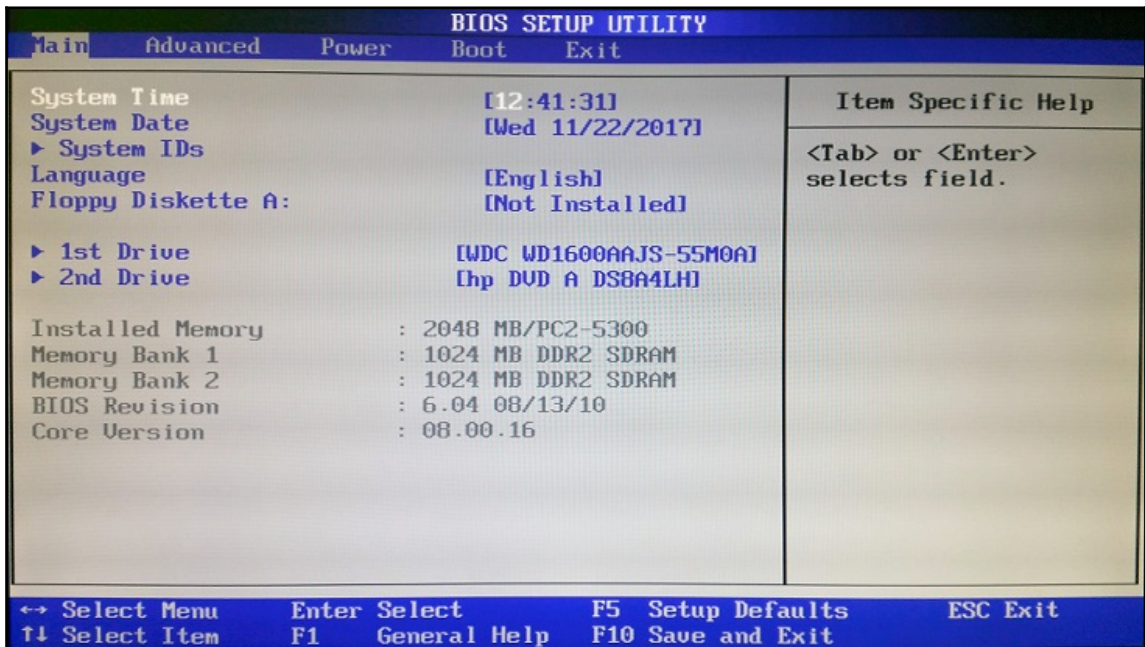 BIOS SETUP UTILITY
Main Advanced Power Boot Exit
System Time [12:41:31]
System Date [Wed 11/22/2017]
▶ System IDs
Language [English]
Floppy Diskette A: [Not Installed]
▶ 1st Drive [WDC WD1600AAJS-55M0A]
▶ 2nd Drive [hp DVD A DS8A4LH]
Installed Memory : 2048 MB/PC2-5300
Memory Bank 1 : 1024 MB DDR2 SDRAM
Memory Bank 2 : 1024 MB DDR2 SDRAM
BIOS Revision : 6.04 08/13/10
Core Version : 08.00.16
Item Specific Help
<Tab> or <Enter>
selects field.
↔ Select Menu Enter Select F5 Setup Defaults ESC Exit
↑↓ Select Item F1 General Help F10 Save and Exit